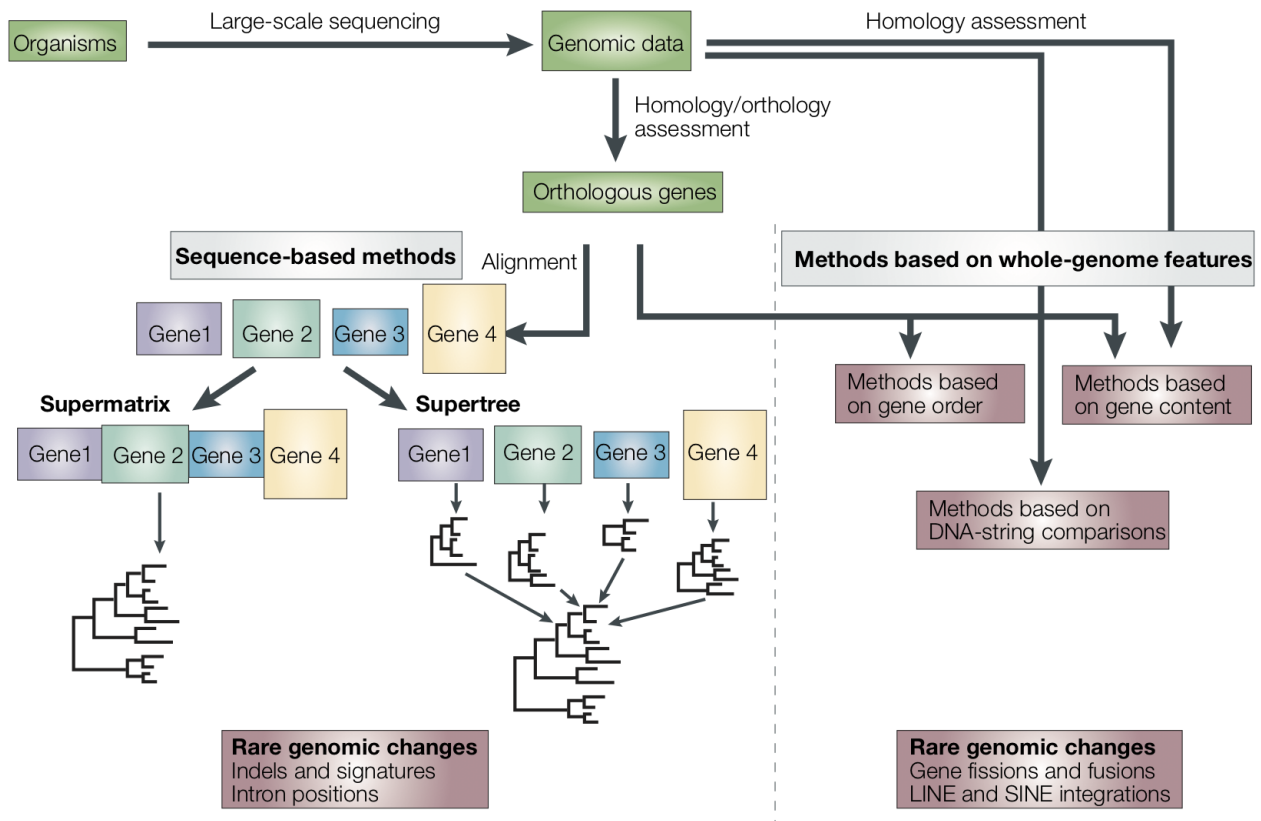 Large-scale sequencing
Homology assessment
Organisms
Genomic data
Homology/orthology
assessment
Orthologous genes
Sequence-based methods
Alignment
Methods based on whole-genome features
Gene1
Gene 2
Gene 3
Gene 4
Methods based
on gene order
Methods based
on gene content
Supermatrix
Supertree
Gene1
Gene 2
Gene 3
Gene 4
Gene1
Gene 2
Gene 3
Gene 4
Methods based on
DNA-string comparisons
Rare genomic changes
Indels and signatures
Intron positions
Rare genomic changes
Gene fissions and fusions
LINE and SINE integrations